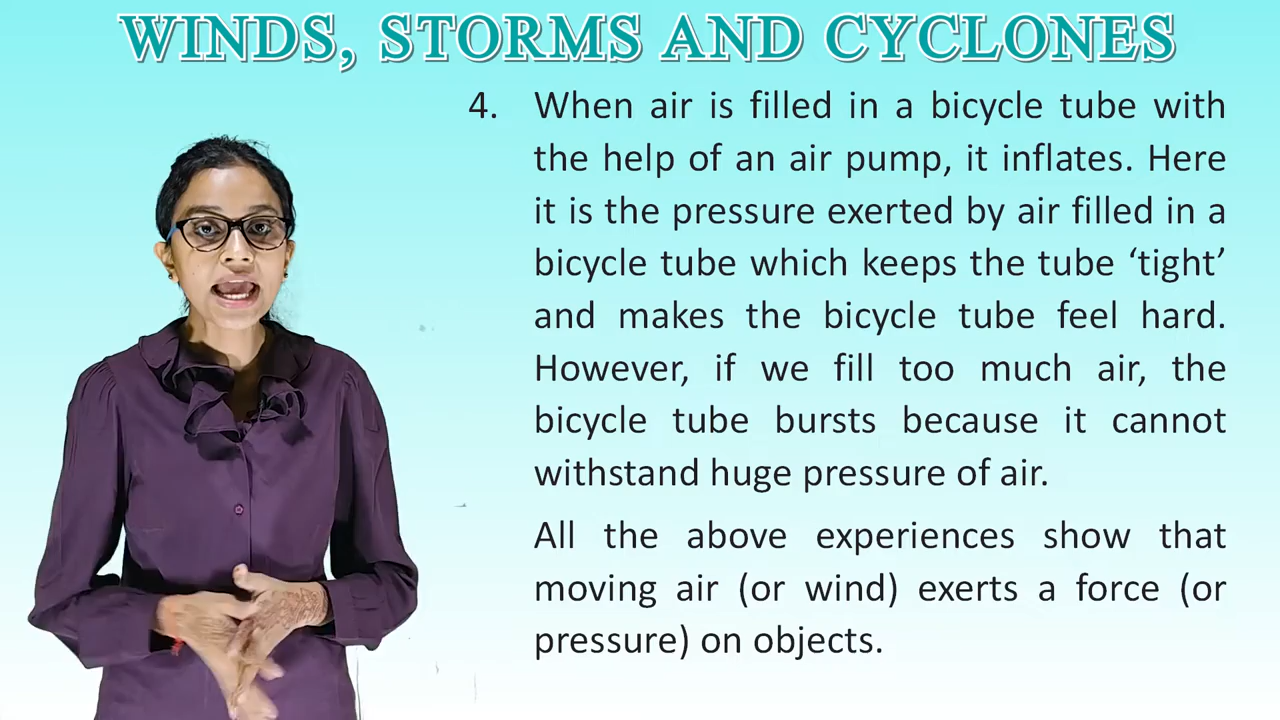 WINDS, STORMS AND CYCLONES
4. When air is filled in a bicycle tube with
the help of an air pump, it inflates. Here
it is the pressure exerted by air filled in a
bicycle tube which keeps the tube ‘tight’
and makes the bicycle tube feel hard.
However, if we fill too much air, the
bicycle tube bursts because it cannot
withstand huge pressure of air.
All the above experiences show that
moving air (or wind) exerts a force (or
pressure) on objects.